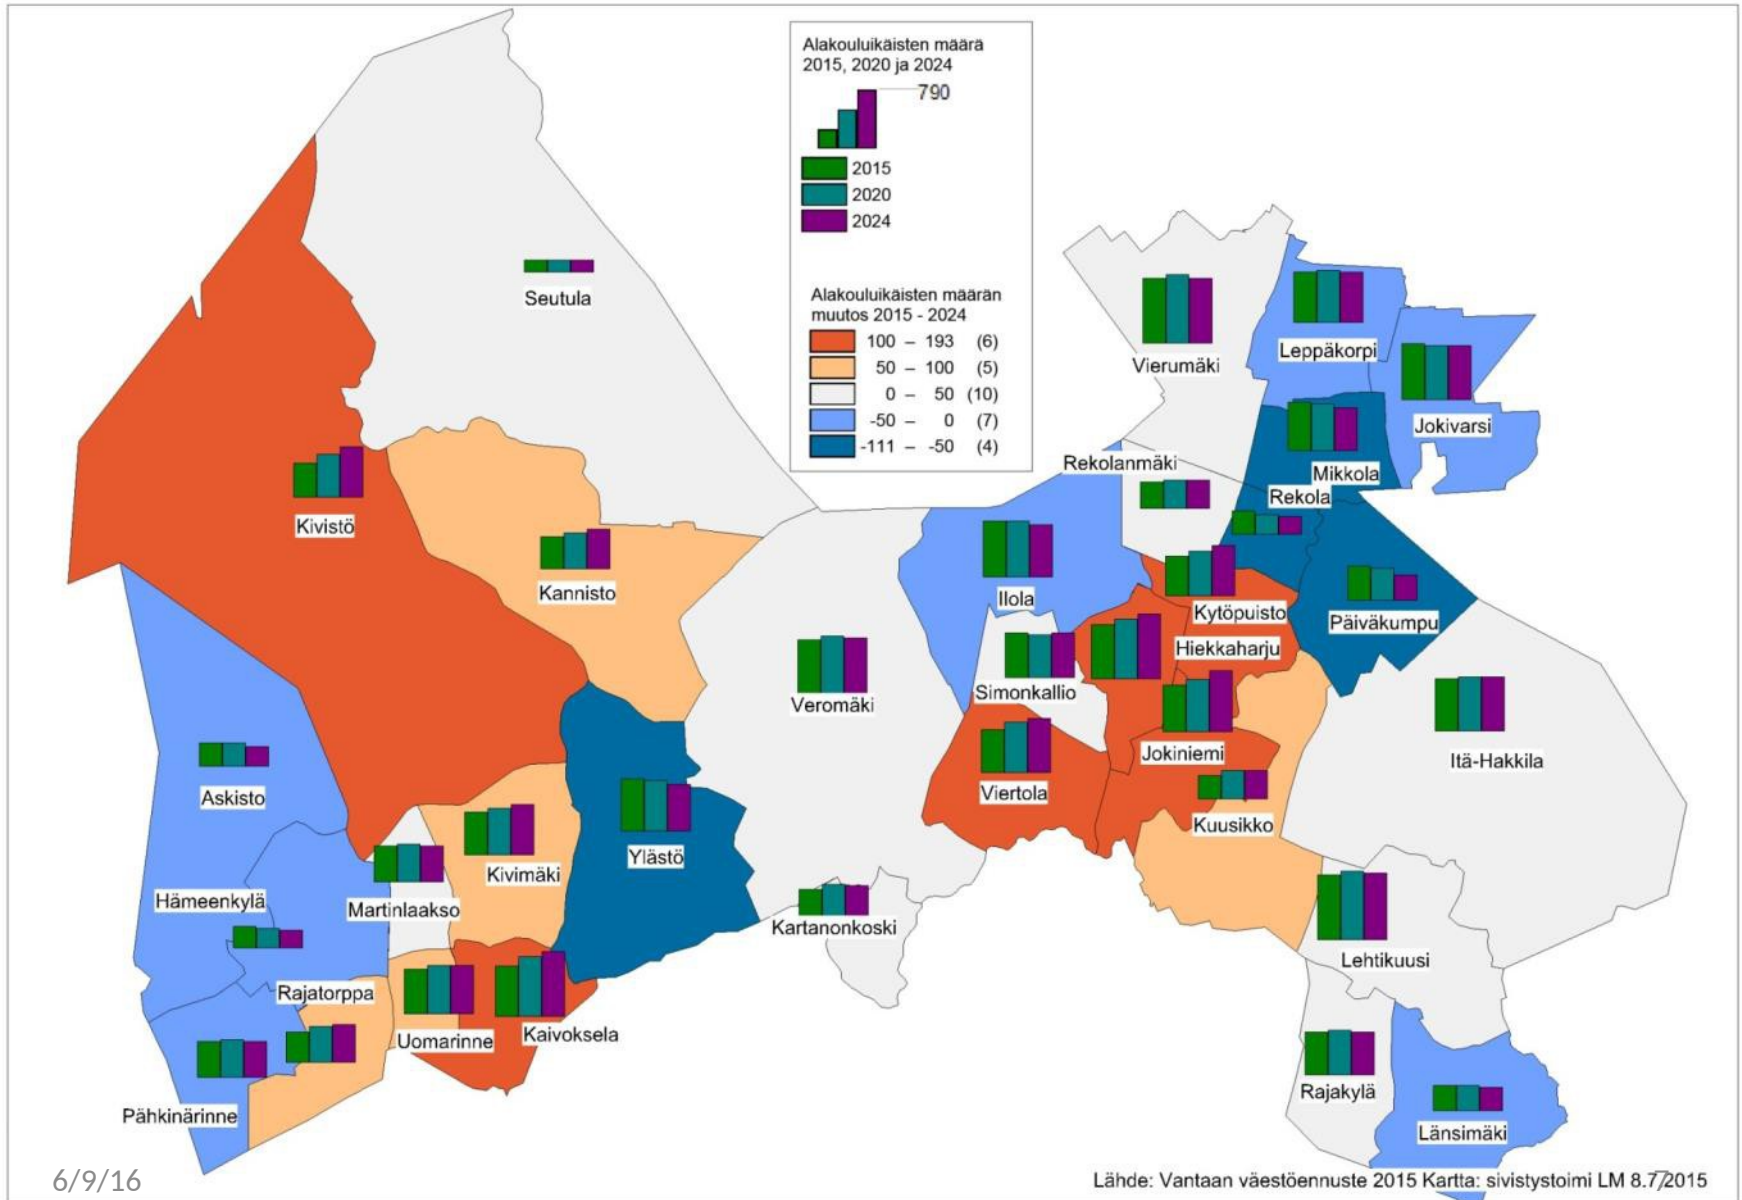 Alakouluikäisten määrä
2015, 2020 ja 2024
790
2015
2020
2024
Alakouluikäisten määrän
muutos 2015 - 2024
100 – 193 (6)
50 – 100 (5)
0 – 50 (10)
-50 – 0 (7)
-111 – -50 (4)
Seutula
Vierumäki
Leppäkorpi
Jokivarsi
Rekolanmäki
Mikkola
Rekola
Kivistö
Kannisto
Ilola
Kytöpuisto
Päiväkumpu
Hiekkaharju
Simonkallio
Veromäki
Jokiniemi
Itä-Hakkila
Viertola
Askisto
Kuusikko
Ylästö
Kivimäki
Hämeenkylä
Martinlaakso
Kartanonkoski
Lehtikuusi
Rajatorppa
Kaivoksela
Uomarinne
Rajakylä
Pähkinärinne
Länsimäki
6/9/16
Lähde: Vantaan väestöennuste 2015 Kartta: sivistystoimi LM 8.7.2015
7